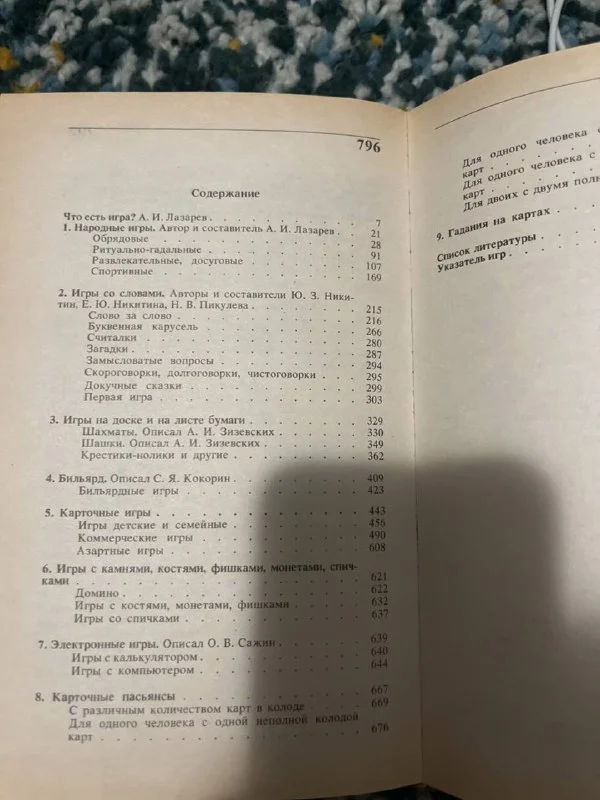 796
Содержание
Что есть игра? А. И. Лазарев . . . . . . . . . . 7
1. Народные игры. Автор и составитель А. И. Лазарев . . 21
Обрядовые . . . . . . . . . . 28
Ритуально-гадальные . . . . . . . . . . 91
Развлекательные, досуговые . . . . . . . . . . 107
Спортивные . . . . . . . . . . 169
2. Игры со словами. Авторы и составители Ю. З. Ники-
тин, Е. Ю. Никитина, Н. В. Пикулева . . . . . 215
Слово за слово . . . . . . . . . . 216
Буквенная карусель . . . . . . . . . . 266
Считалки . . . . . . . . . . 280
Загадки . . . . . . . . . . 287
Замысловатые вопросы . . . . . . . . . . 294
Скороговорки, долгоговорки, чистоговорки . . . . 295
Докучные сказки . . . . . . . . . . 299
Первая игра . . . . . . . . . . 303
3. Игры на доске и на листе бумаги . . . . . . . 329
Шахматы. Описал А. И. Зизевских . . . . . . 330
Шашки. Описал А. И. Зизевских . . . . . . 349
Крестики-нолики и другие . . . . . . . . 362
4. Бильярд. Описал С. Я. Кокорин . . . . . . . 409
Бильярдные игры . . . . . . . . . . 423
5. Карточные игры . . . . . . . . . . 443
Игры детские и семейные . . . . . . . . 456
Коммерческие игры . . . . . . . . . . 490
Азартные игры . . . . . . . . . . 608
6. Игры с камнями, костями, фишками, монетами, спич-
ками . . . . . . . . . . 621
Домино . . . . . . . . . . 622
Игры с костями, монетами, фишками . . . . . 632
Игры со спичками . . . . . . . . . . 637
7. Электронные игры. Описал О. В. Сажин . . . . . 639
Игры с калькулятором . . . . . . . . . . 640
Игры с компьютером . . . . . . . . . . 644
8. Карточные пасьянсы . . . . . . . . . . 667
С различным количеством карт в колоде . . . . 669
Для одного человека с одной неполной колодой
карт . . . . . . . . . . 676
Для одного человека
карт . . . . . . .
Для одного человека с
карт . . . . . . .
Для двоих с двумя
9. Гадания на картах . . . .
Список литературы . . . .
Указатель игр . . . . .